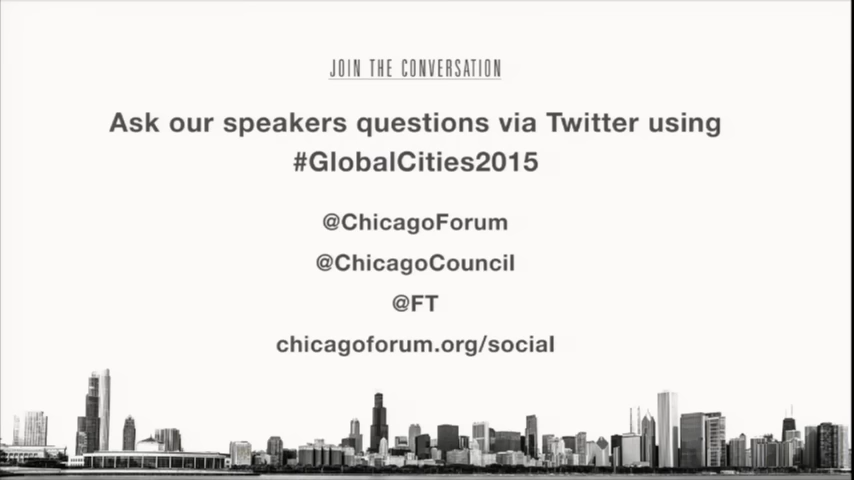 JOIN THE CONVERSATION
Ask our speakers questions via Twitter using
#GlobalCities2015
@ChicagoForum
@ChicagoCouncil
@FT
chicagoforum.org/social